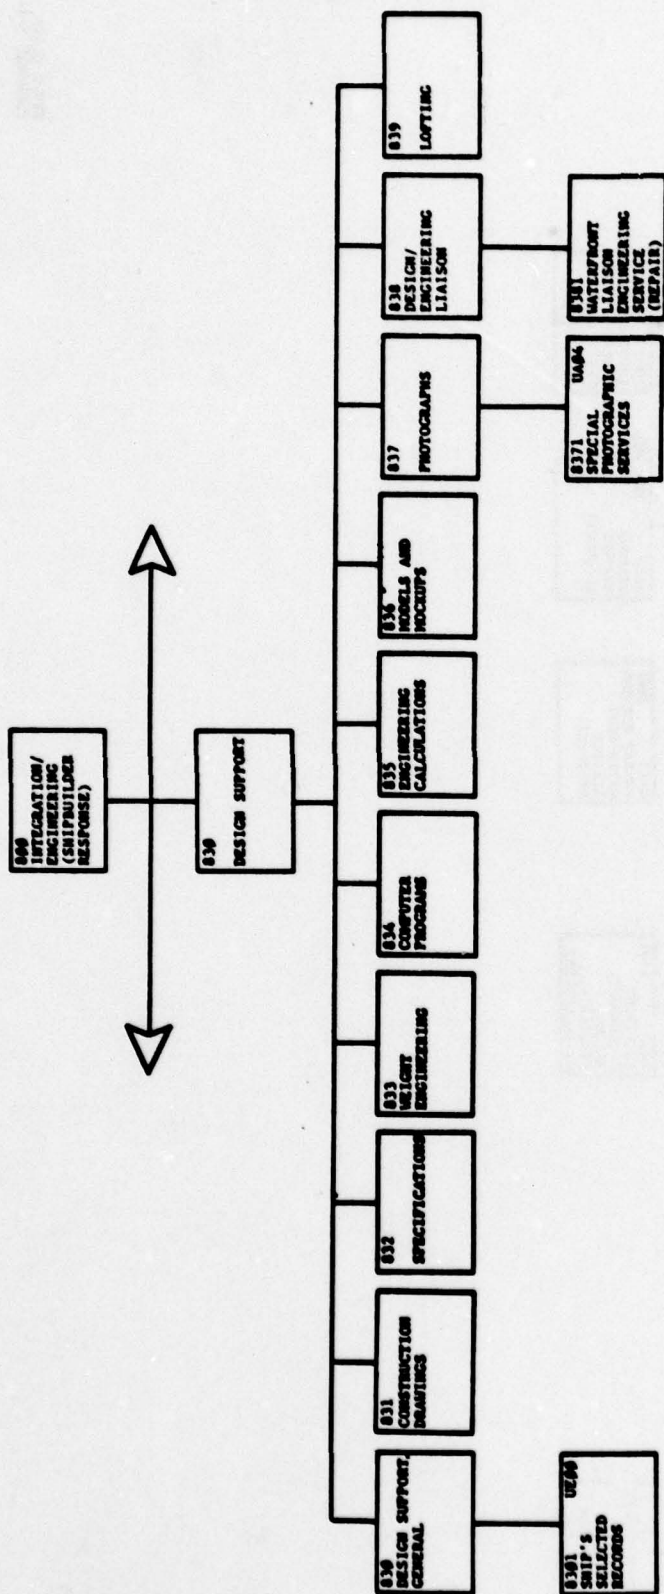 800
INTEGRATION/
ENGINEERING
(SHIPBUILDER
RESPONSE)
830
DESIGN SUPPORT
830
DESIGN SUPPORT,
GENERAL
831
CONSTRUCTION
DRAWINGS
832
SPECIFICATIONS
833
WEIGHT
ENGINEERING
834
COMPUTER
PROGRAMS
835
ENGINEERING
CALCULATIONS
836
MODELS AND
MOCKUPS
837
PHOTOGRAPHS
838
DESIGN/
ENGINEERING
LIAISON
839
LOFTING
8301 UZ00
SHIP'S
SELECTED
RECORDS
8371 UA04
SPECIAL
PHOTOGRAPHIC
SERVICES
8381
WATERFRONT
LIAISON
ENGINEERING
SERVICE
(REPAIR)